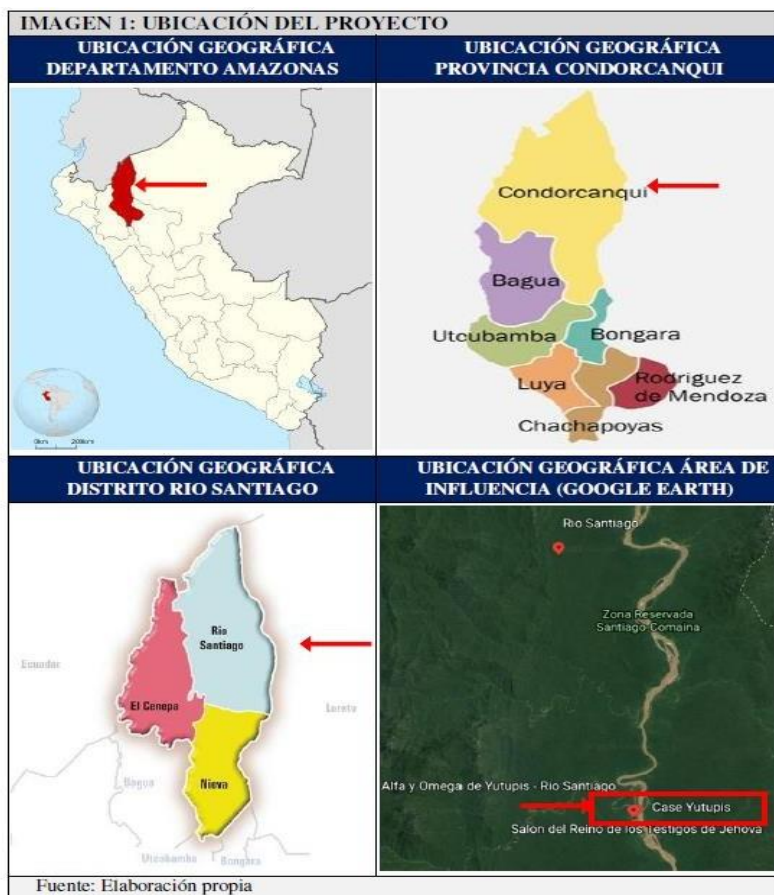 IMAGEN 1: UBICACIÓN DEL PROYECTO
UBICACIÓN GEOGRÁFICA
DEPARTAMENTO AMAZONAS
UBICACIÓN GEOGRÁFICA
PROVINCIA CONDORCANQUI
0km 200km
Condorcanqui
Bagua
Utcubamba
Bongara
Luya
Rodriguez
de Mendoza
Chachapoyas
UBICACIÓN GEOGRÁFICA
DISTRITO RIO SANTIAGO
UBICACIÓN GEOGRÁFICA ÁREA DE
INFLUENCIA (GOOGLE EARTH)
Rio
Santiago
Ecuador
El Cenepa
Loreto
Nieva
Bagua
Utcubamba
Bongara
Rio Santiago
Zona Reservada
Santiago-Comaina
Alfa y Omega de Yutupis - Rio Santiago
Case Yutupis
Salon del Reino de los Testigos de Jehova
Fuente: Elaboración propia